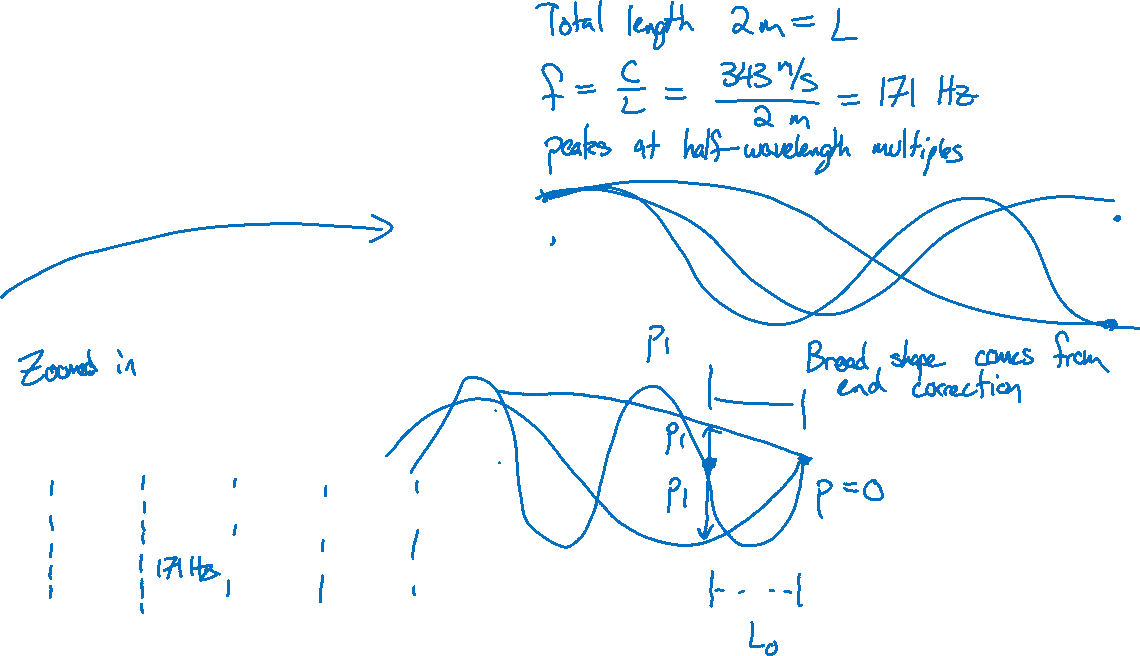 Total length 2m = L
f = C/L = 343 m/s / 2 m = 171 Hz
peaks at half-wavelength multiples
Zoomed in
P1
Broad shape comes from
end correction
P1
P1
P = 0
171 Hz
L0